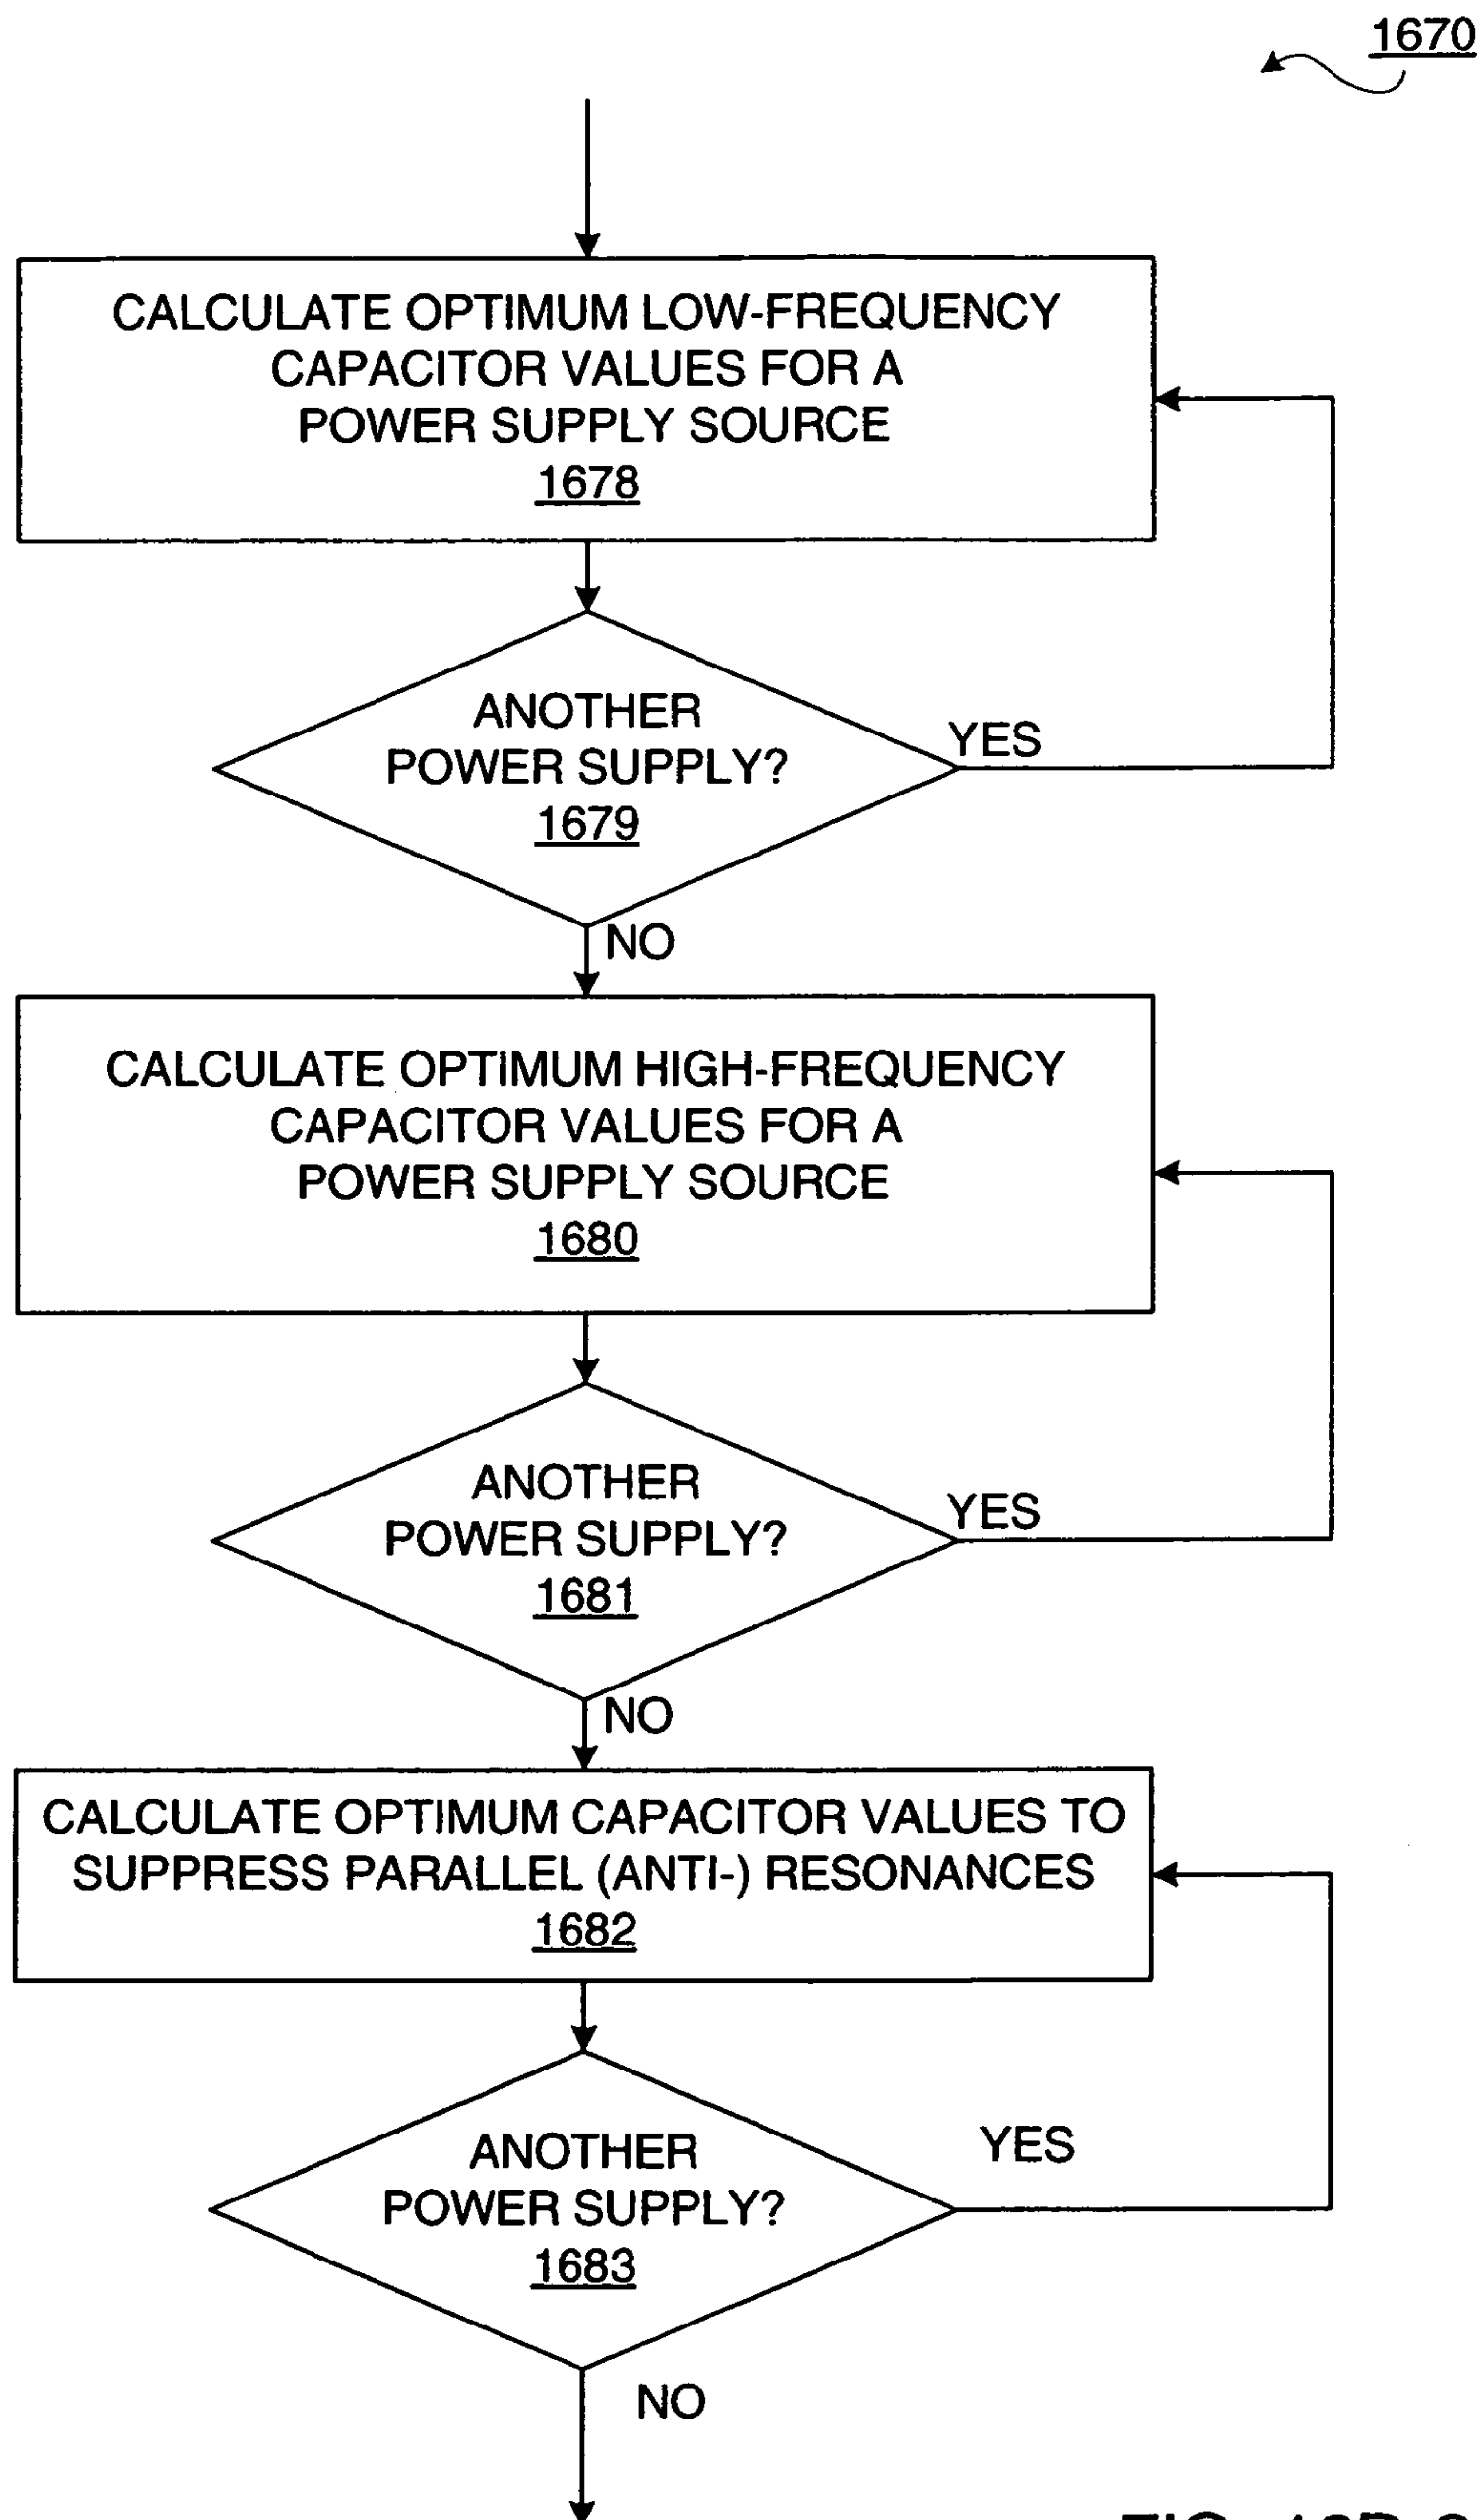 1670
CALCULATE OPTIMUM LOW-FREQUENCY
CAPACITOR VALUES FOR A
POWER SUPPLY SOURCE
1678
ANOTHER
POWER SUPPLY?
1679
YES
NO
CALCULATE OPTIMUM HIGH-FREQUENCY
CAPACITOR VALUES FOR A
POWER SUPPLY SOURCE
1680
ANOTHER
POWER SUPPLY?
1681
YES
NO
CALCULATE OPTIMUM CAPACITOR VALUES TO
SUPPRESS PARALLEL (ANTI-) RESONANCES
1682
ANOTHER
POWER SUPPLY?
1683
YES
NO